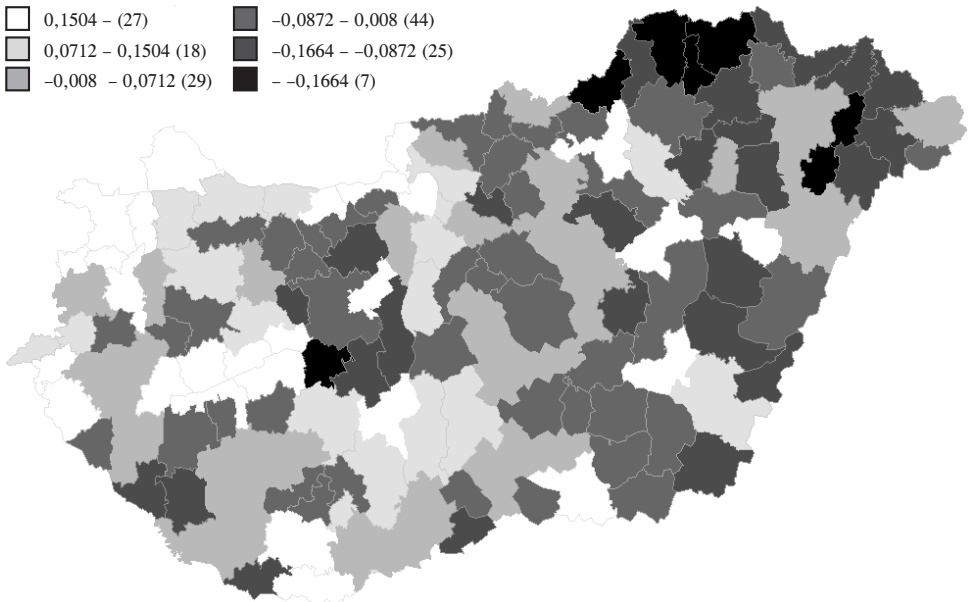 0,1504 – (27)
0,0712 – 0,1504 (18)
–0,008 – 0,0712 (29)
–0,0872 – 0,008 (44)
–0,1664 – –0,0872 (25)
– –0,1664 (7)